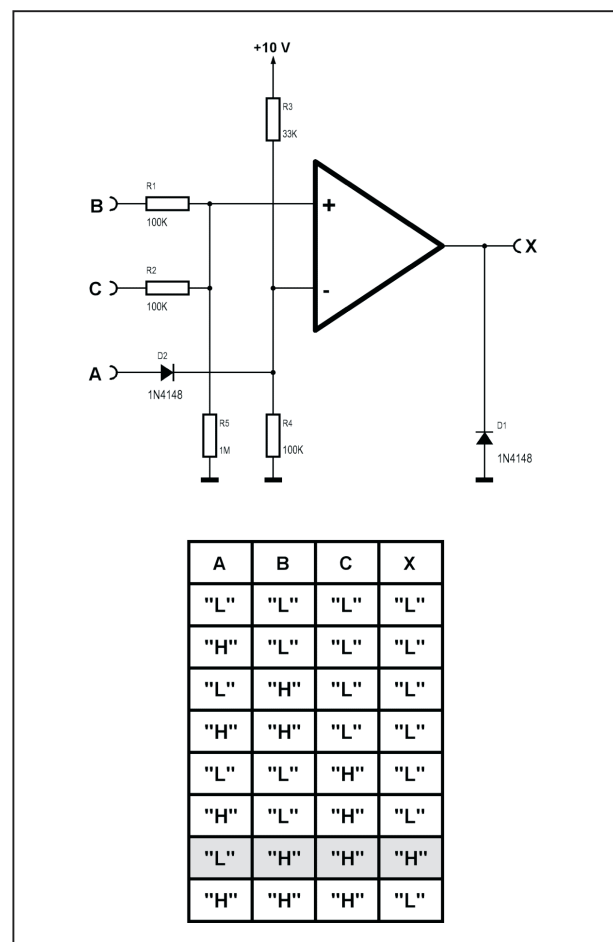 +10 V
R3
33K
R1
B
+
100K
X
R2
C
-
100K
D2
A
1N4148
R5
R4
D1
1M
100K
1N4148
A B C X
"L" "L" "L" "L"
"H" "L" "L" "L"
"L" "H" "L" "L"
"H" "H" "L" "L"
"L" "L" "H" "L"
"H" "L" "H" "L"
"L" "H" "H" "H"
"H" "H" "H" "L"